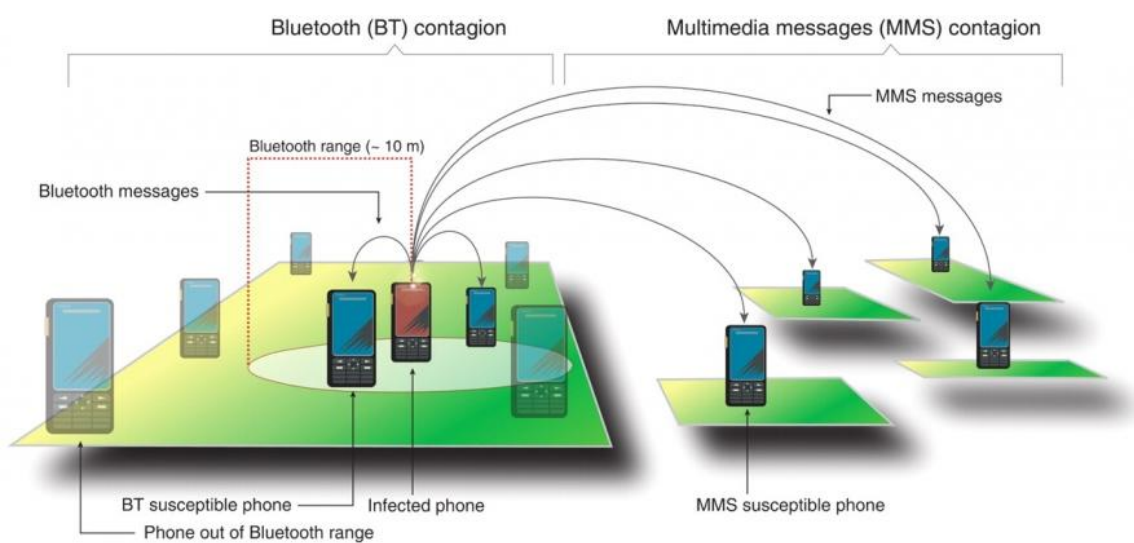 Bluetooth (BT) contagion
Multimedia messages (MMS) contagion
MMS messages
Bluetooth range (~ 10 m)
Bluetooth messages
BT susceptible phone
Infected phone
MMS susceptible phone
Phone out of Bluetooth range